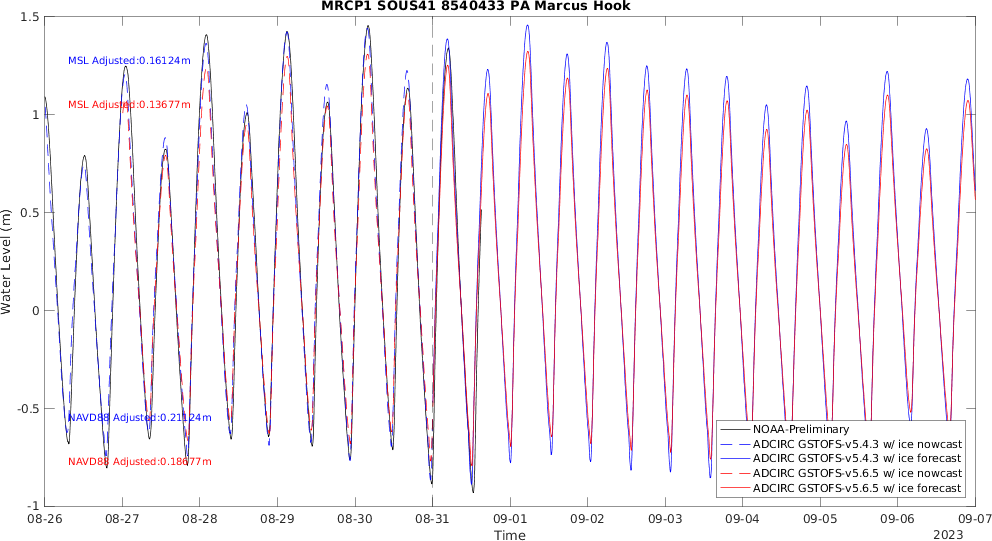 MRCP1 SOUS41 8540433 PA Marcus Hook
1.5
1
0.5
0
-0.5
-1
Water Level (m)
MSL Adjusted:0.16124m
MSL Adjusted:0.13677m
NAVD88 Adjusted:0.21124m
NAVD88 Adjusted:0.18677m
NOAA-Preliminary
ADCIRC GSTOFS-v5.4.3 w/ ice nowcast
ADCIRC GSTOFS-v5.4.3 w/ ice forecast
ADCIRC GSTOFS-v5.6.5 w/ ice nowcast
ADCIRC GSTOFS-v5.6.5 w/ ice forecast
08-26 08-27 08-28 08-29 08-30 08-31 09-01 09-02 09-03 09-04 09-05 09-06 09-07
Time
2023